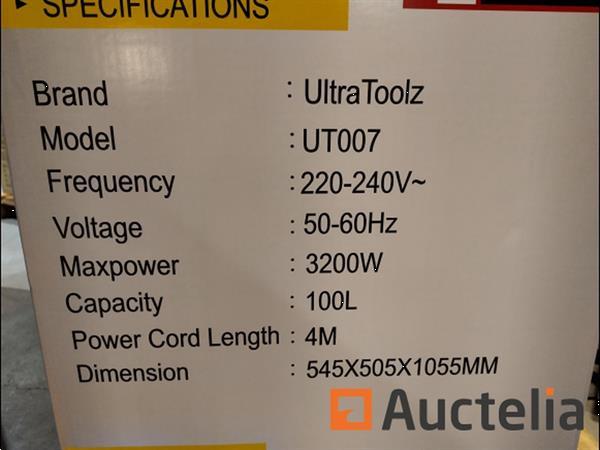 SPECIFICATIONS
Brand : UltraToolz
Model : UT007
Frequency : 220-240V~
Voltage : 50-60Hz
Maxpower : 3200W
Capacity : 100L
Power Cord Length : 4M
Dimension : 545X505X1055MM
Auctelia